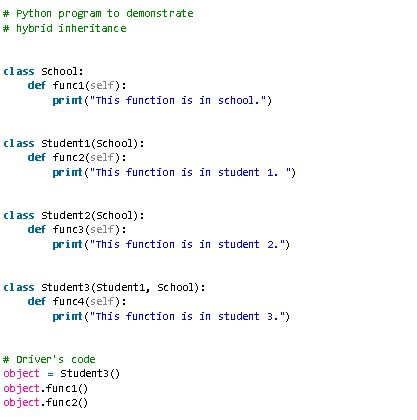 # Python program to demonstrate
# hybrid inheritance
class School:
    def func1(self):
        print("This function is in school.")
class Student1(School):
    def func2(self):
        print("This function is in student 1. ")
class Student2(School):
    def func3(self):
        print("This function is in student 2.")
class Student3(Student1, School):
    def func4(self):
        print("This function is in student 3.")
# Driver's code
object = Student3()
object.func1()
object.func2()